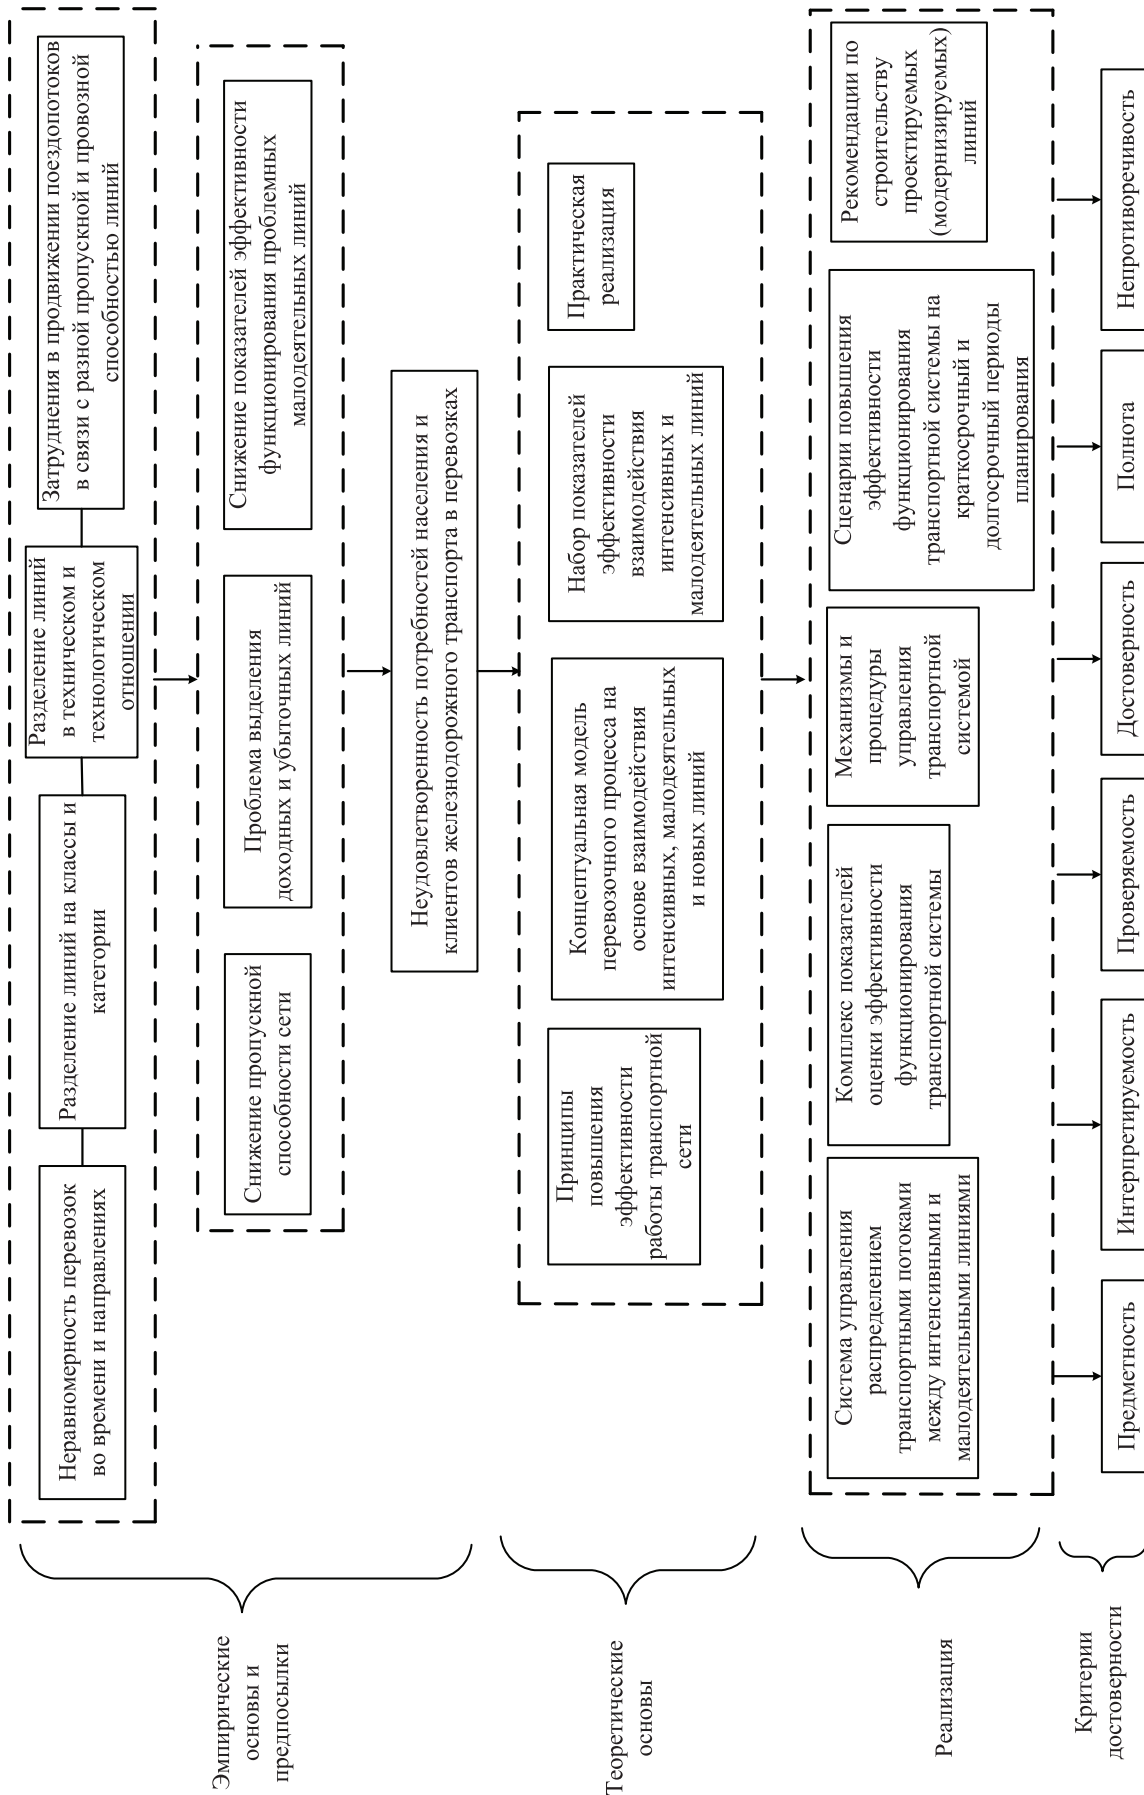 Эмпирические
основы и
предпосылки
Неравномерность перевозок
во времени и направлениях
Разделение линий на классы и
категории
Разделение линий
в техническом и
технологическом
отношении
Затруднения в продвижении поездопотоков
в связи с разной пропускной и провозной
способностью линий
Снижение пропускной
способности сети
Проблема выделения
доходных и убыточных линий
Снижение показателей эффективности
функционирования проблемных
малодеятельных линий
Неудовлетворенность потребностей населения и
клиентов железнодорожного транспорта в перевозках
Теоретические
основы
Принципы
повышения
эффективности
работы транспортной
сети
Концептуальная модель
перевозочного процесса на
основе взаимодействия
интенсивных, малодеятельных
и новых линий
Набор показателей
эффективности
взаимодействия
интенсивных и
малодеятельных линий
Практическая
реализация
Реализация
Система управления
распределением
транспортными потоками
между интенсивными и
малодеятельными линиями
Комплекс показателей
оценки эффективности
функционирования
транспортной системы
Механизмы и
процедуры
управления
транспортной
системой
Сценарии повышения
эффективности
функционирования
транспортной системы на
краткосрочный и
долгосрочный периоды
планирования
Рекомендации по
строительству
проектируемых
(модернизируемых)
линий
Критерии
достоверности
Предметность
Интерпретируемость
Проверяемость
Достоверность
Полнота
Непротиворечивость